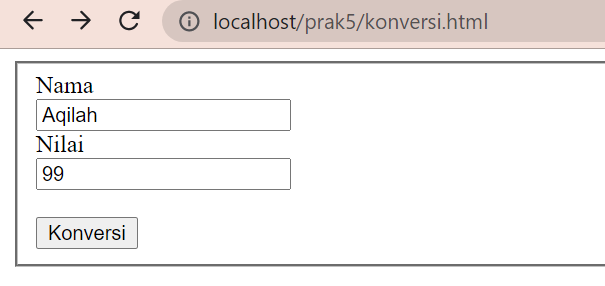 localhost/prak5/konversi.html
Nama
Aqilah
Nilai
99
Konversi